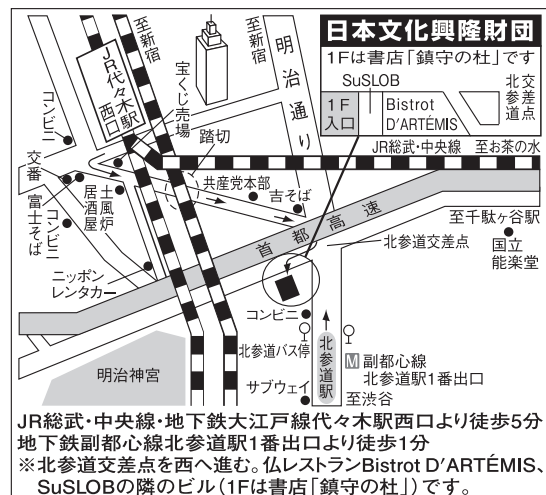 日本文化興隆財団
1Fは書店「鎮守の杜」です
SuSLOB
1F
入口
Bistrot
D'ARTÉMIS
北参道
交差点
至新宿
至新宿
JR代々木駅
西口
宝くじ売場
明治通り
踏切
コンビニ
交番
富士そば
コンビニ
居酒屋
土風炉
共産党本部
吉そば
JR総武・中央線 至お茶の水
首都高速
至千駄ヶ谷駅
国立
能楽堂
北参道交差点
ニッポン
レンタカー
コンビニ
北参道バス停
北参道駅
M 副都心線
北参道駅1番出口
サブウェイ
至渋谷
明治神宮
JR総武・中央線・地下鉄大江戸線代々木駅西口より徒歩5分
地下鉄副都心線北参道駅1番出口より徒歩1分
※北参道交差点を西へ進む。仏レストランBistrot D'ARTÉMIS、
SuSLOBの隣のビル(1Fは書店「鎮守の杜」)です。